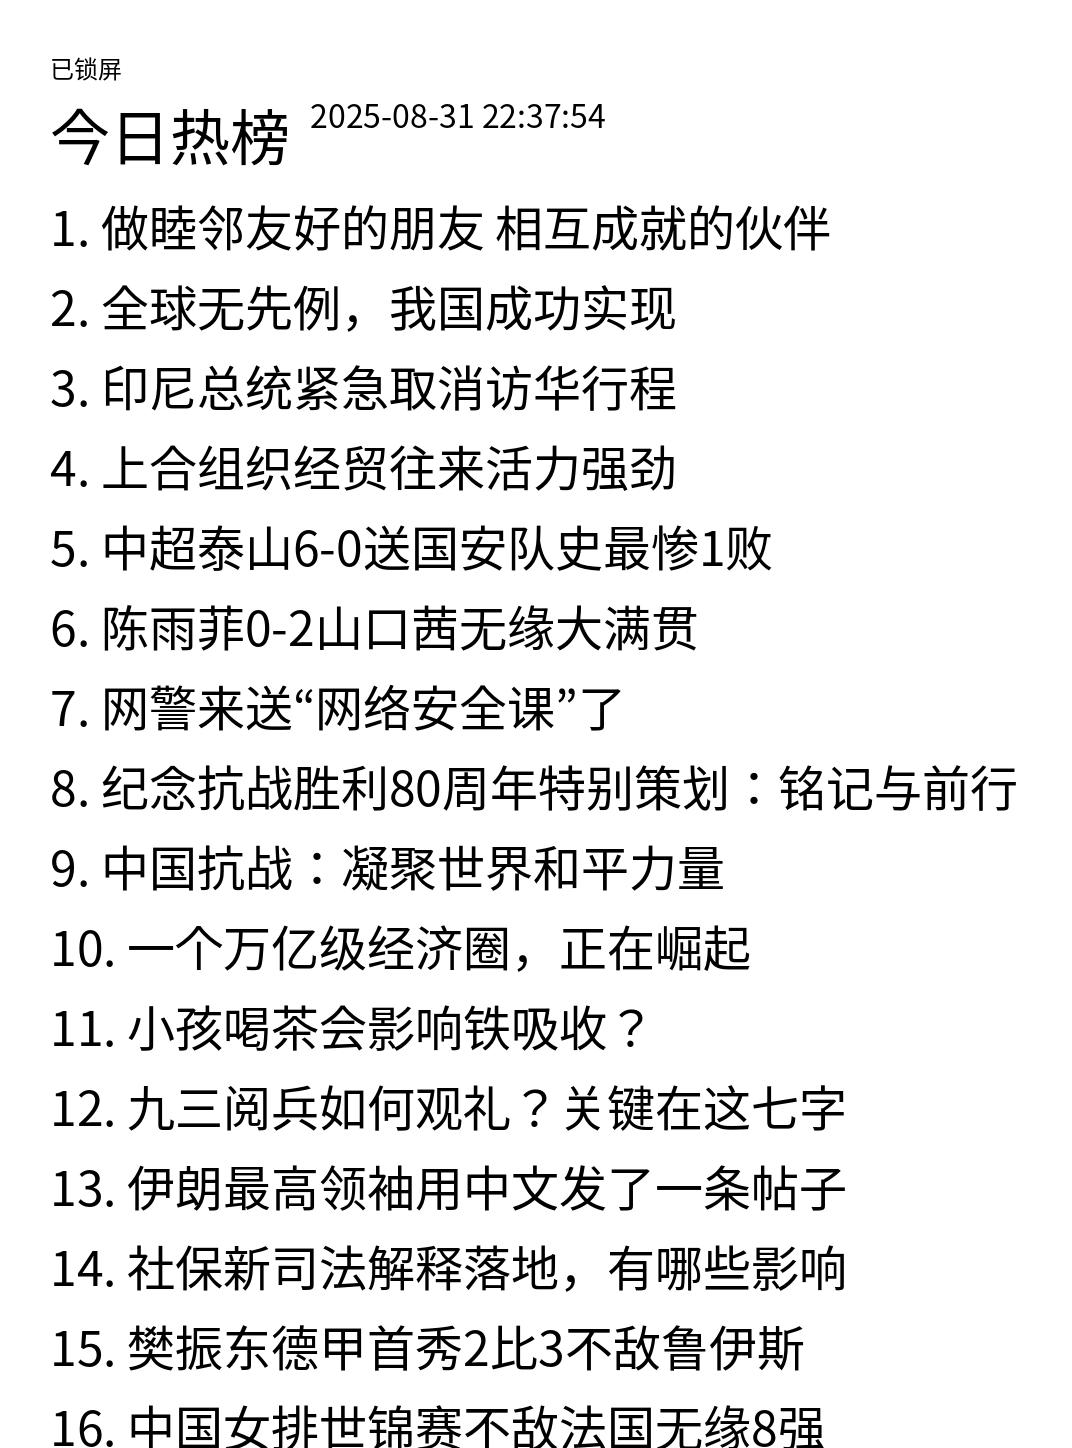 已锁屏
今日热榜 2025-08-31 22:37:54
1. 做睦邻友好的朋友 相互成就的伙伴
2. 全球无先例，我国成功实现
3. 印尼总统紧急取消访华行程
4. 上合组织经贸往来活力强劲
5. 中超泰山6-0送国安队史最惨1败
6. 陈雨菲0-2山口茜无缘大满贯
7. 网警来送“网络安全课”了
8. 纪念抗战胜利80周年特别策划：铭记与前行
9. 中国抗战：凝聚世界和平力量
10. 一个万亿级经济圈，正在崛起
11. 小孩喝茶会影响铁吸收？
12. 九三阅兵如何观礼？关键在这七字
13. 伊朗最高领袖用中文发了一条帖子
14. 社保新司法解释落地，有哪些影响
15. 樊振东德甲首秀2比3不敌鲁伊斯
16. 中国女排世锦赛不敌法国无缘8强